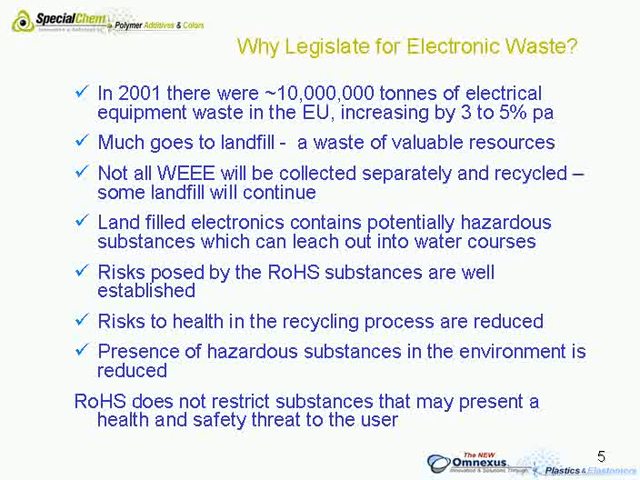 SpecialChem
Polymer Additives & Colors
Why Legislate for Electronic Waste?
✓ In 2001 there were ~10,000,000 tonnes of electrical
equipment waste in the EU, increasing by 3 to 5% pa
✓ Much goes to landfill - a waste of valuable resources
✓ Not all WEEE will be collected separately and recycled –
some landfill will continue
✓ Land filled electronics contains potentially hazardous
substances which can leach out into water courses
✓ Risks posed by the RoHS substances are well
established
✓ Risks to health in the recycling process are reduced
✓ Presence of hazardous substances in the environment is
reduced
RoHS does not restrict substances that may present a
health and safety threat to the user
5
The NEW
Omnexus
Innovation & Solutions Through
Plastics & Elastomers